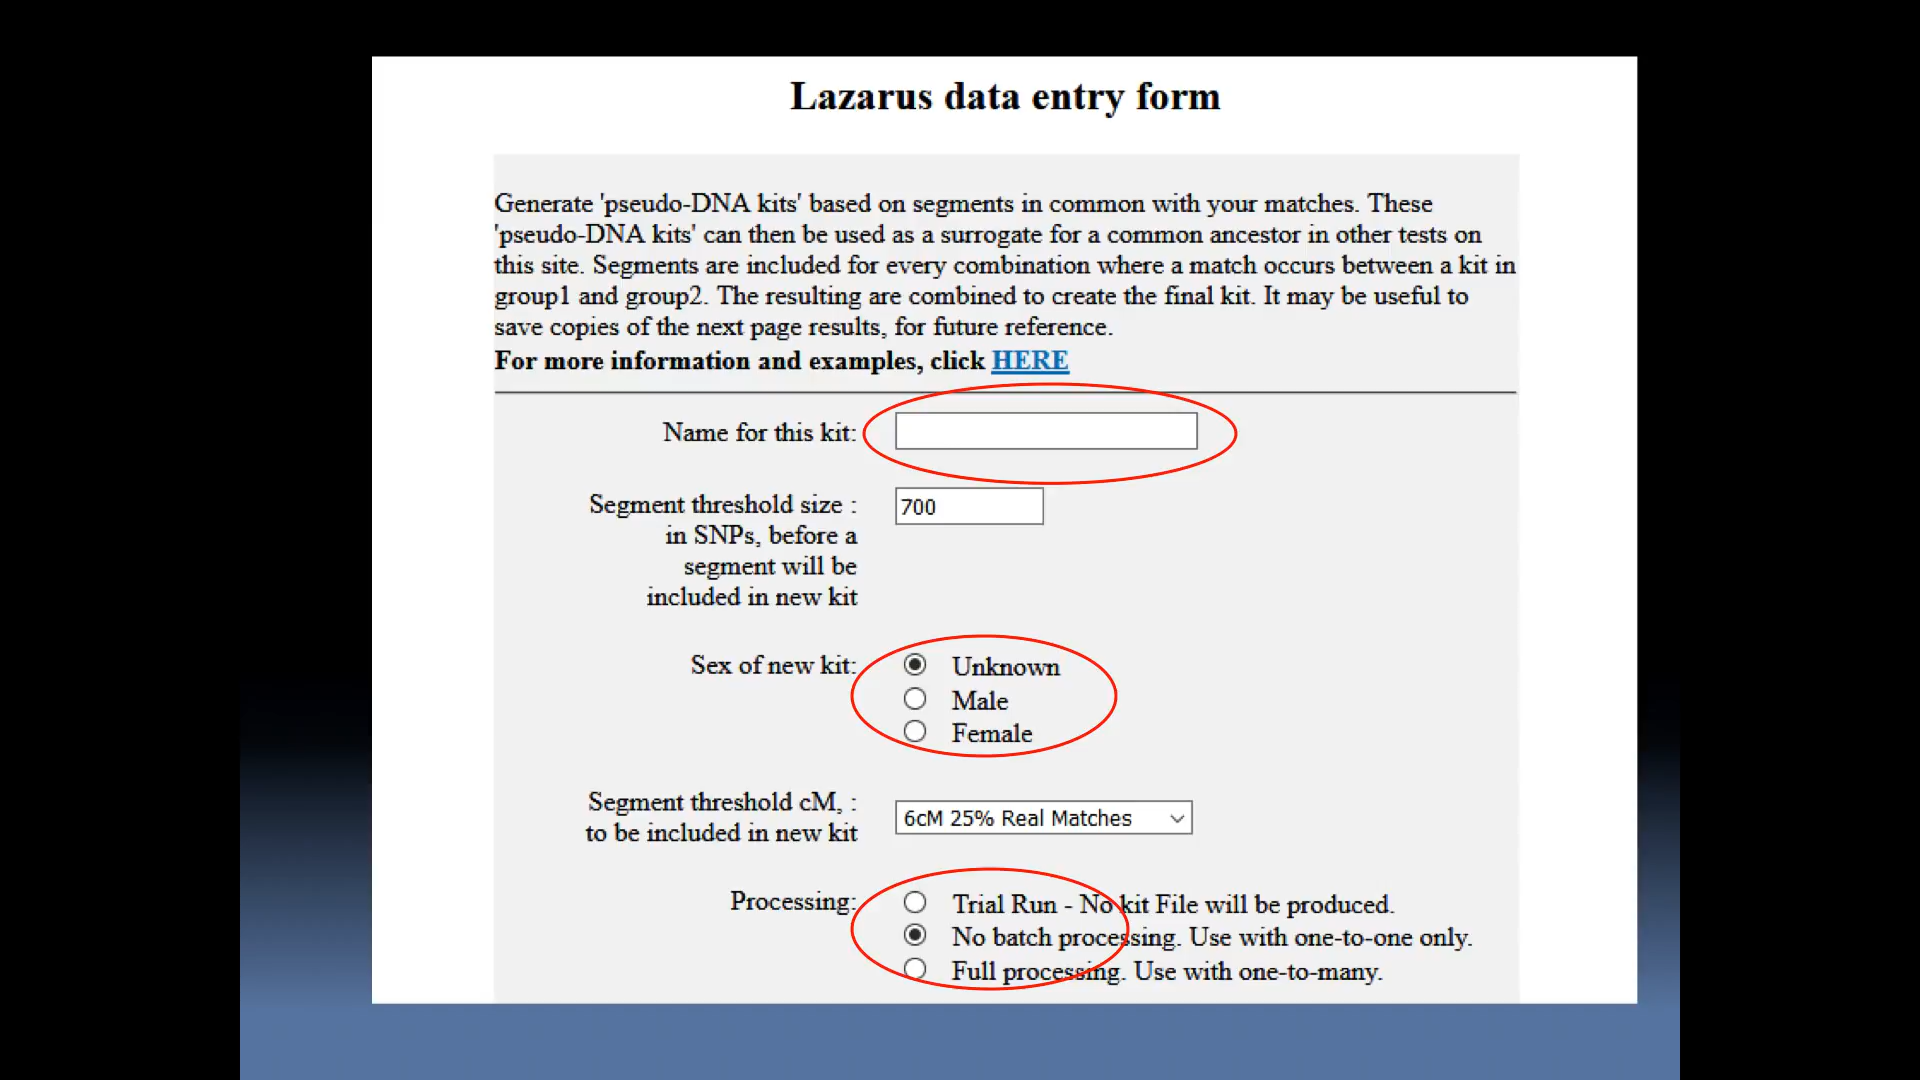 Lazarus data entry form
Generate 'pseudo-DNA kits' based on segments in common with your matches. These
'pseudo-DNA kits' can then be used as a surrogate for a common ancestor in other tests on
this site. Segments are included for every combination where a match occurs between a kit in
group1 and group2. The resulting are combined to create the final kit. It may be useful to
save copies of the next page results, for future reference.
For more information and examples, click HERE
Name for this kit:
Segment threshold size : 700
in SNPs, before a
segment will be
included in new kit
Sex of new kit: Unknown
Male
Female
Segment threshold cM, :
to be included in new kit
6cM 25% Real Matches
Processing: Trial Run - No kit File will be produced.
No batch processing. Use with one-to-one only.
Full processing. Use with one-to-many.